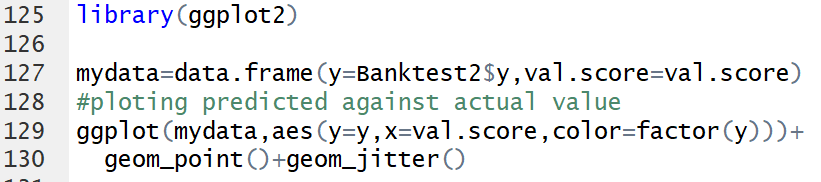 125 library(ggplot2)
126
127 mydata=data.frame(y=Banktest2$y,val.score=val.score)
128 #ploting predicted against actual value
129 ggplot(mydata,aes(y=y,x=val.score,color=factor(y)))+
130   geom_point()+geom_jitter()